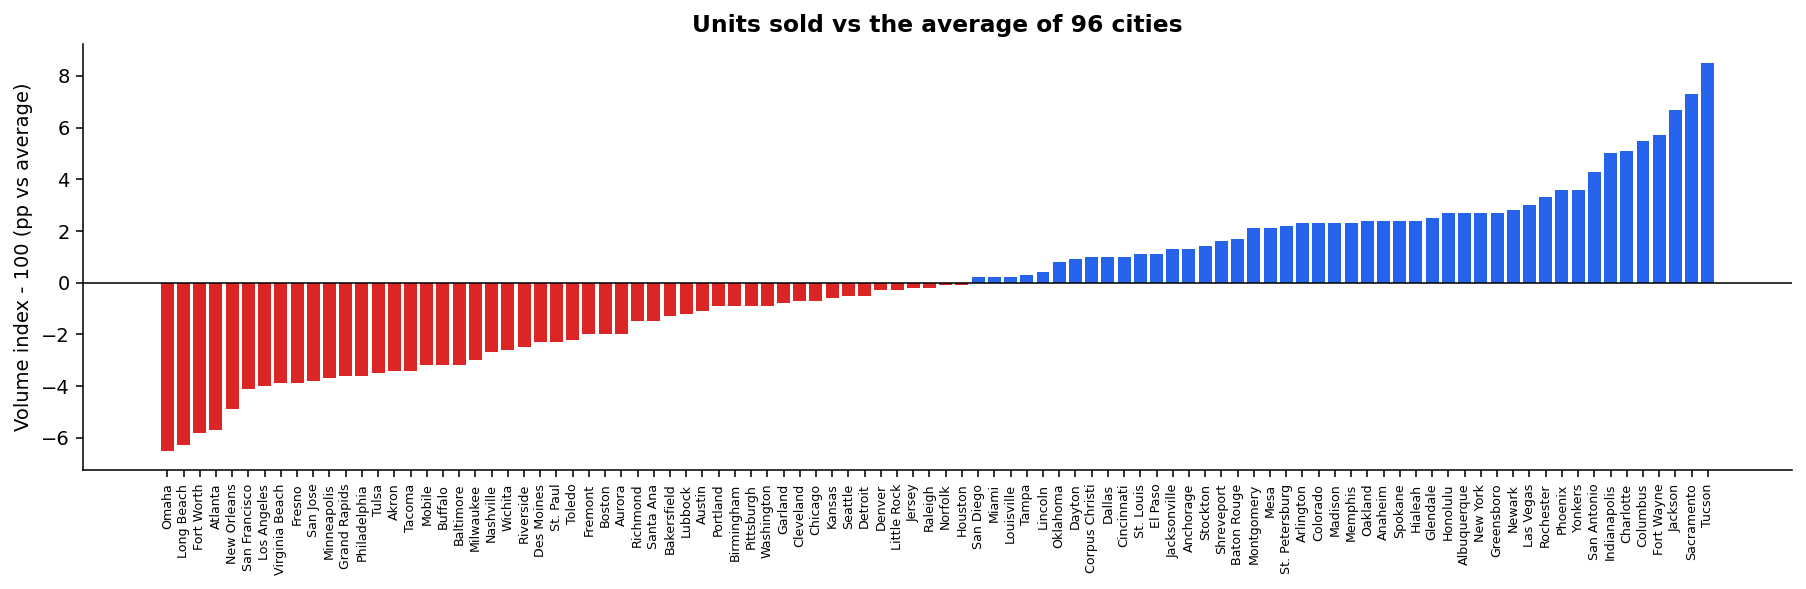 Units sold vs the average of 96 cities
Volume index - 100 (pp vs average)
8
6
4
2
0
−2
−4
−6
Omaha
Long Beach
Fort Worth
Atlanta
New Orleans
San Francisco
Los Angeles
Virginia Beach
Fresno
San Jose
Minneapolis
Grand Rapids
Philadelphia
Tulsa
Akron
Tacoma
Mobile
Buffalo
Baltimore
Milwaukee
Nashville
Wichita
Riverside
Des Moines
St. Paul
Toledo
Fremont
Boston
Aurora
Richmond
Santa Ana
Bakersfield
Lubbock
Austin
Portland
Birmingham
Pittsburgh
Washington
Garland
Cleveland
Chicago
Kansas
Seattle
Detroit
Denver
Little Rock
Jersey
Raleigh
Norfolk
Houston
San Diego
Miami
Louisville
Tampa
Lincoln
Oklahoma
Dayton
Corpus Christi
Dallas
Cincinnati
St. Louis
El Paso
Jacksonville
Anchorage
Stockton
Shreveport
Baton Rouge
Montgomery
Mesa
St. Petersburg
Arlington
Colorado
Madison
Memphis
Oakland
Anaheim
Spokane
Hialeah
Glendale
Honolulu
Albuquerque
New York
Greensboro
Newark
Las Vegas
Rochester
Phoenix
Yonkers
San Antonio
Indianapolis
Charlotte
Columbus
Fort Wayne
Jackson
Sacramento
Tucson